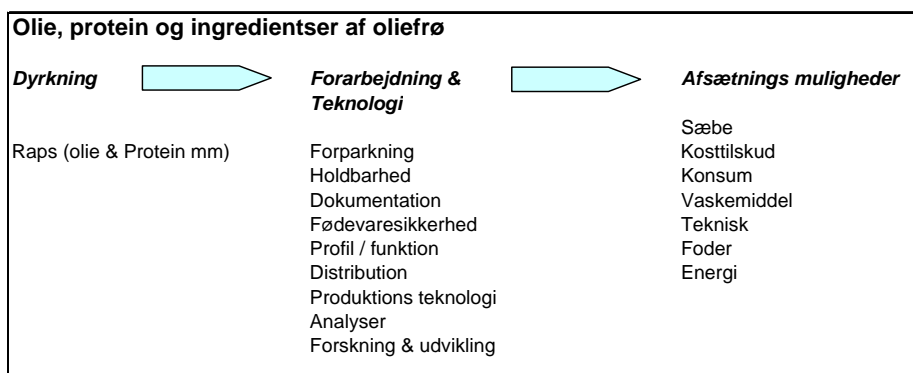 Olie, protein og ingredientser af oliefrø
Dyrkning
Forarbejdning &
Teknologi
Afsætnings muligheder
Sæbe
Raps (olie & Protein mm)
Forparkning
Kosttilskud
Holdbarhed
Konsum
Dokumentation
Vaskemiddel
Fødevaresikkerhed
Teknisk
Profil / funktion
Foder
Distribution
Energi
Produktions teknologi
Analyser
Forskning & udvikling